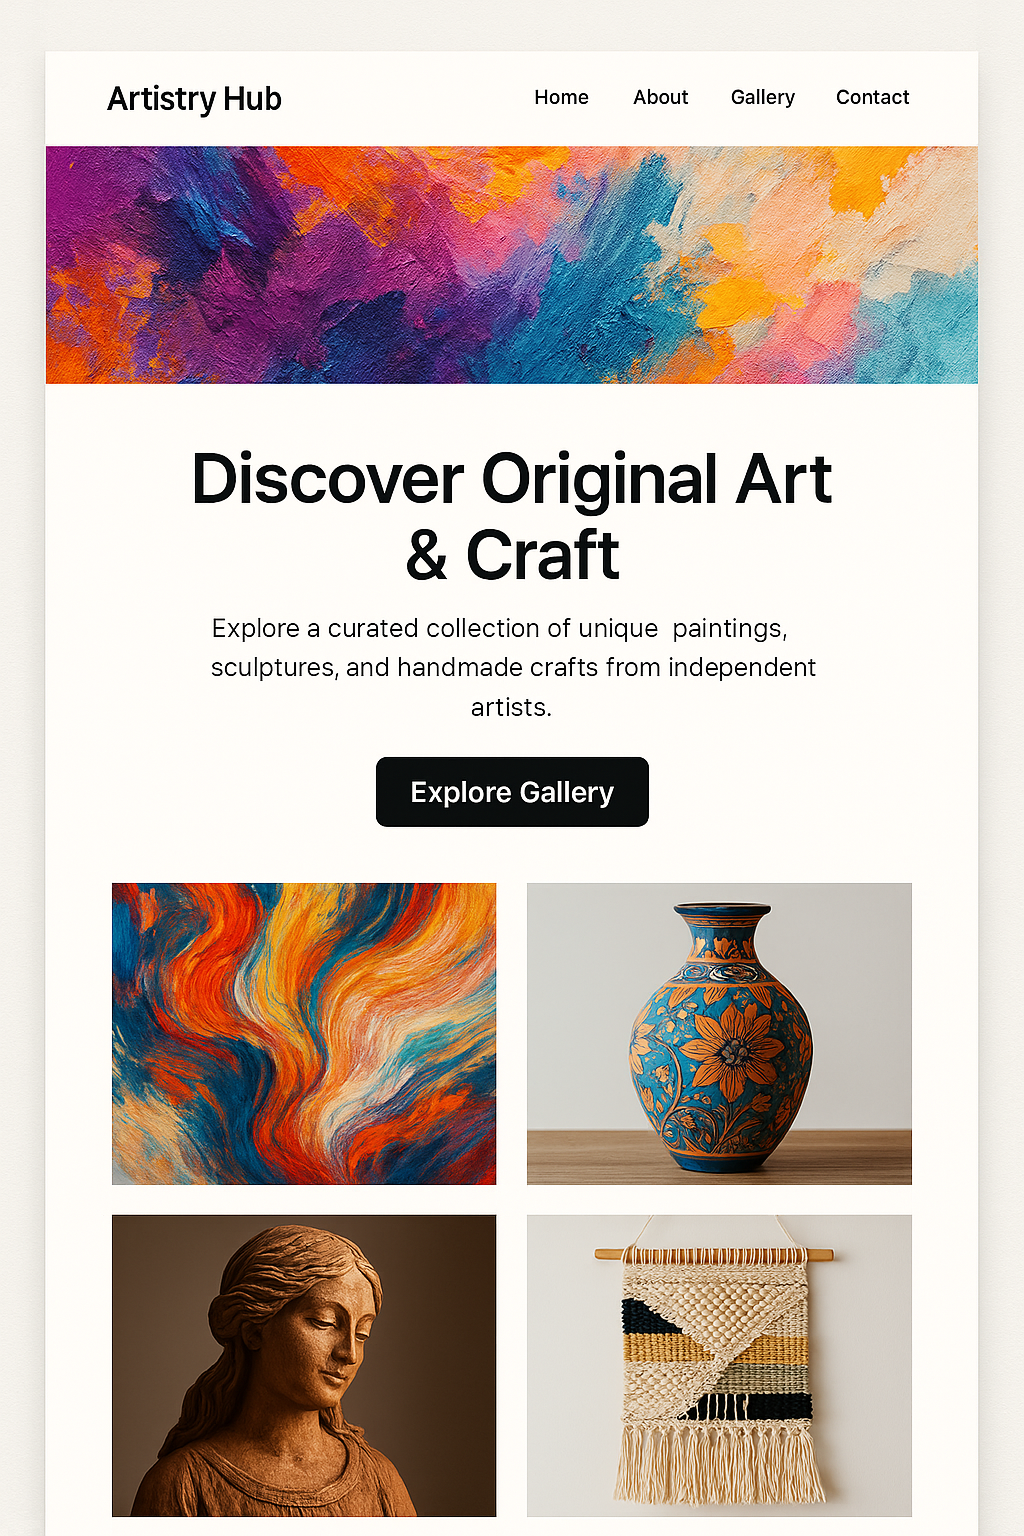 Artistry Hub
Home About Gallery Contact
Discover Original Art
& Craft
Explore a curated collection of unique paintings,
sculptures, and handmade crafts from independent
artists.
Explore Gallery